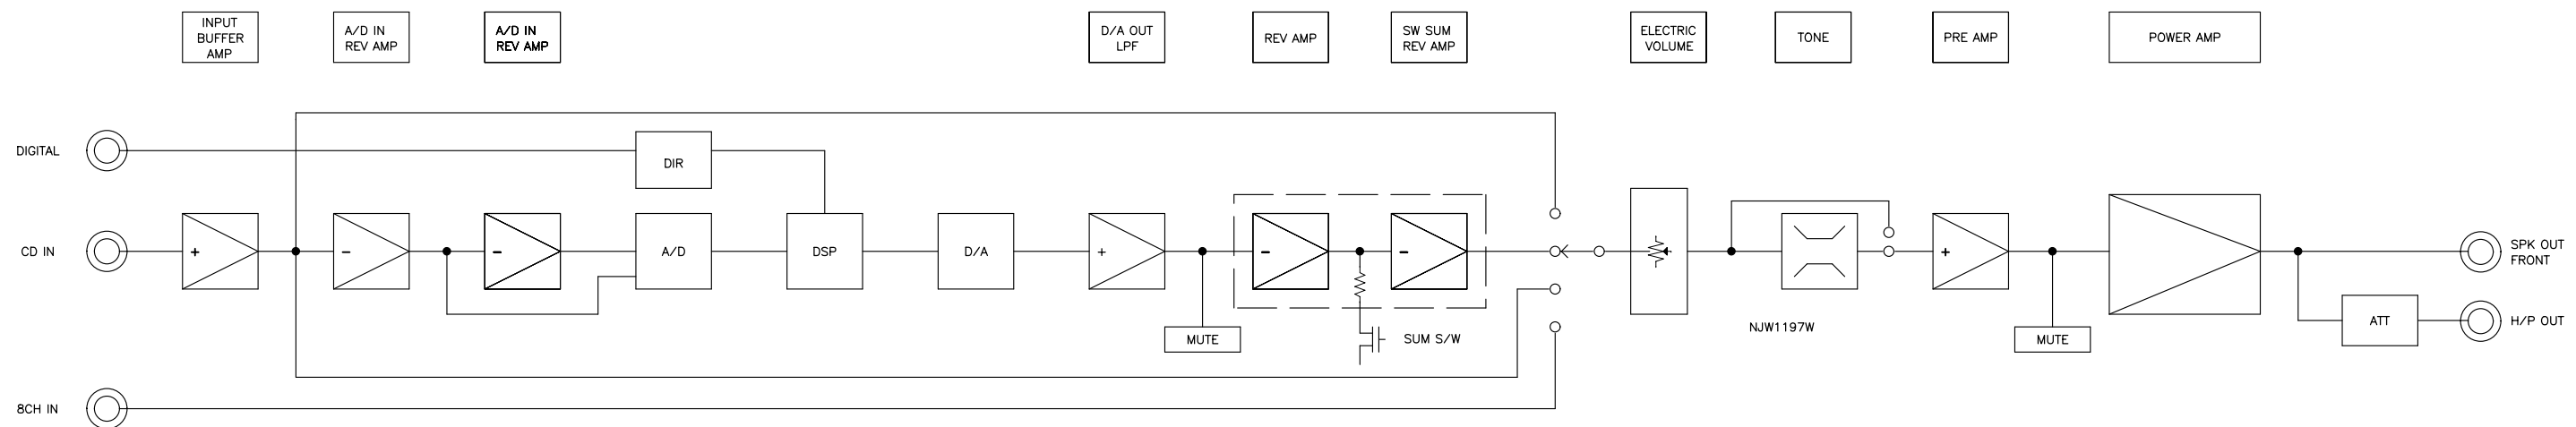 INPUT
BUFFER
AMP
A/D IN
REV AMP
A/D IN
REV AMP
D/A OUT
LPF
REV AMP
SW SUM
REV AMP
ELECTRIC
VOLUME
TONE
PRE AMP
POWER AMP
DIGITAL
DIR
CD IN
+
-
-
A/D
DSP
D/A
+
-
-
+
SPK OUT
FRONT
MUTE
SUM S/W
NJW1197W
MUTE
ATT
H/P OUT
8CH IN